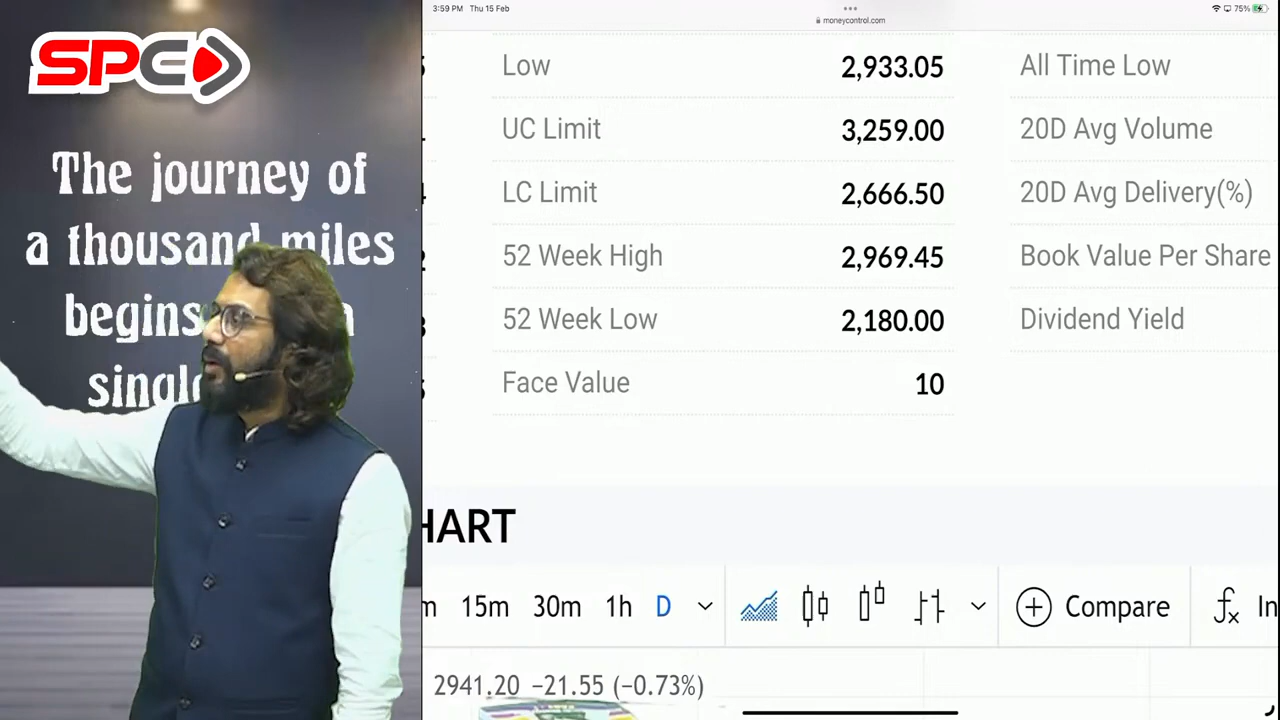 SPED
The journey of
a thousand miles
begins
a
single
3:59 PM Thu 15 Feb
moneycontrol.com
75%
Low 2,933.05 All Time Low
UC Limit 3,259.00 20D Avg Volume
LC Limit 2,666.50 20D Avg Delivery(%)
52 Week High 2,969.45 Book Value Per Share
52 Week Low 2,180.00 Dividend Yield
Face Value 10
HART
m 15m 30m 1h D Compare fx In
2941.20 −21.55 (−0.73%)